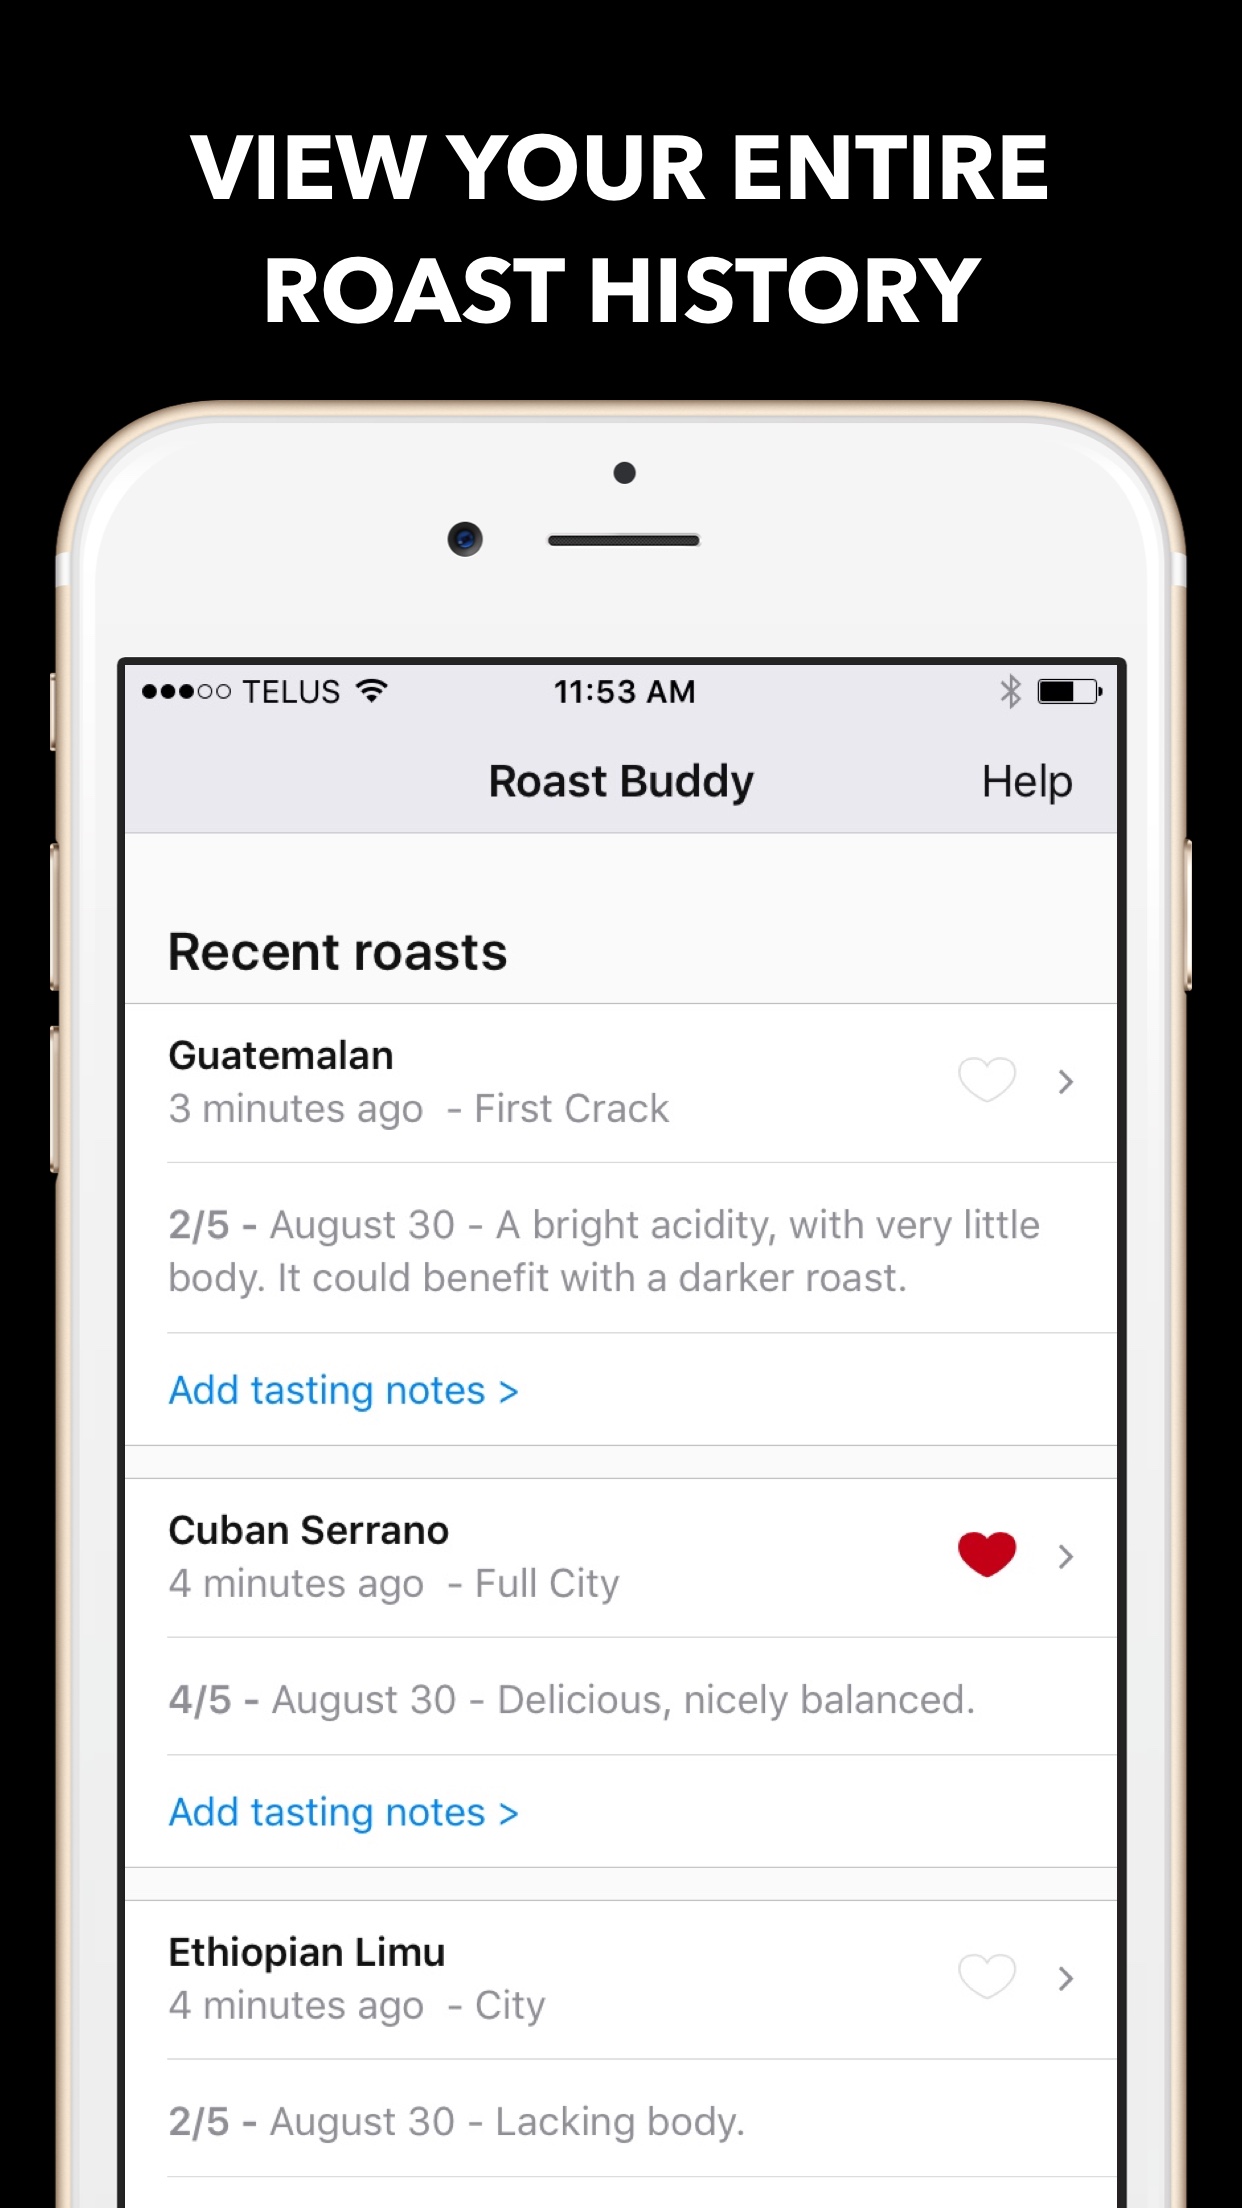 VIEW YOUR ENTIRE
ROAST HISTORY
TELUS
11:53 AM
Roast Buddy
Help
Recent roasts
Guatemalan
3 minutes ago - First Crack
2/5 - August 30 - A bright acidity, with very little
body. It could benefit with a darker roast.
Add tasting notes >
Cuban Serrano
4 minutes ago - Full City
4/5 - August 30 - Delicious, nicely balanced.
Add tasting notes >
Ethiopian Limu
4 minutes ago - City
2/5 - August 30 - Lacking body.